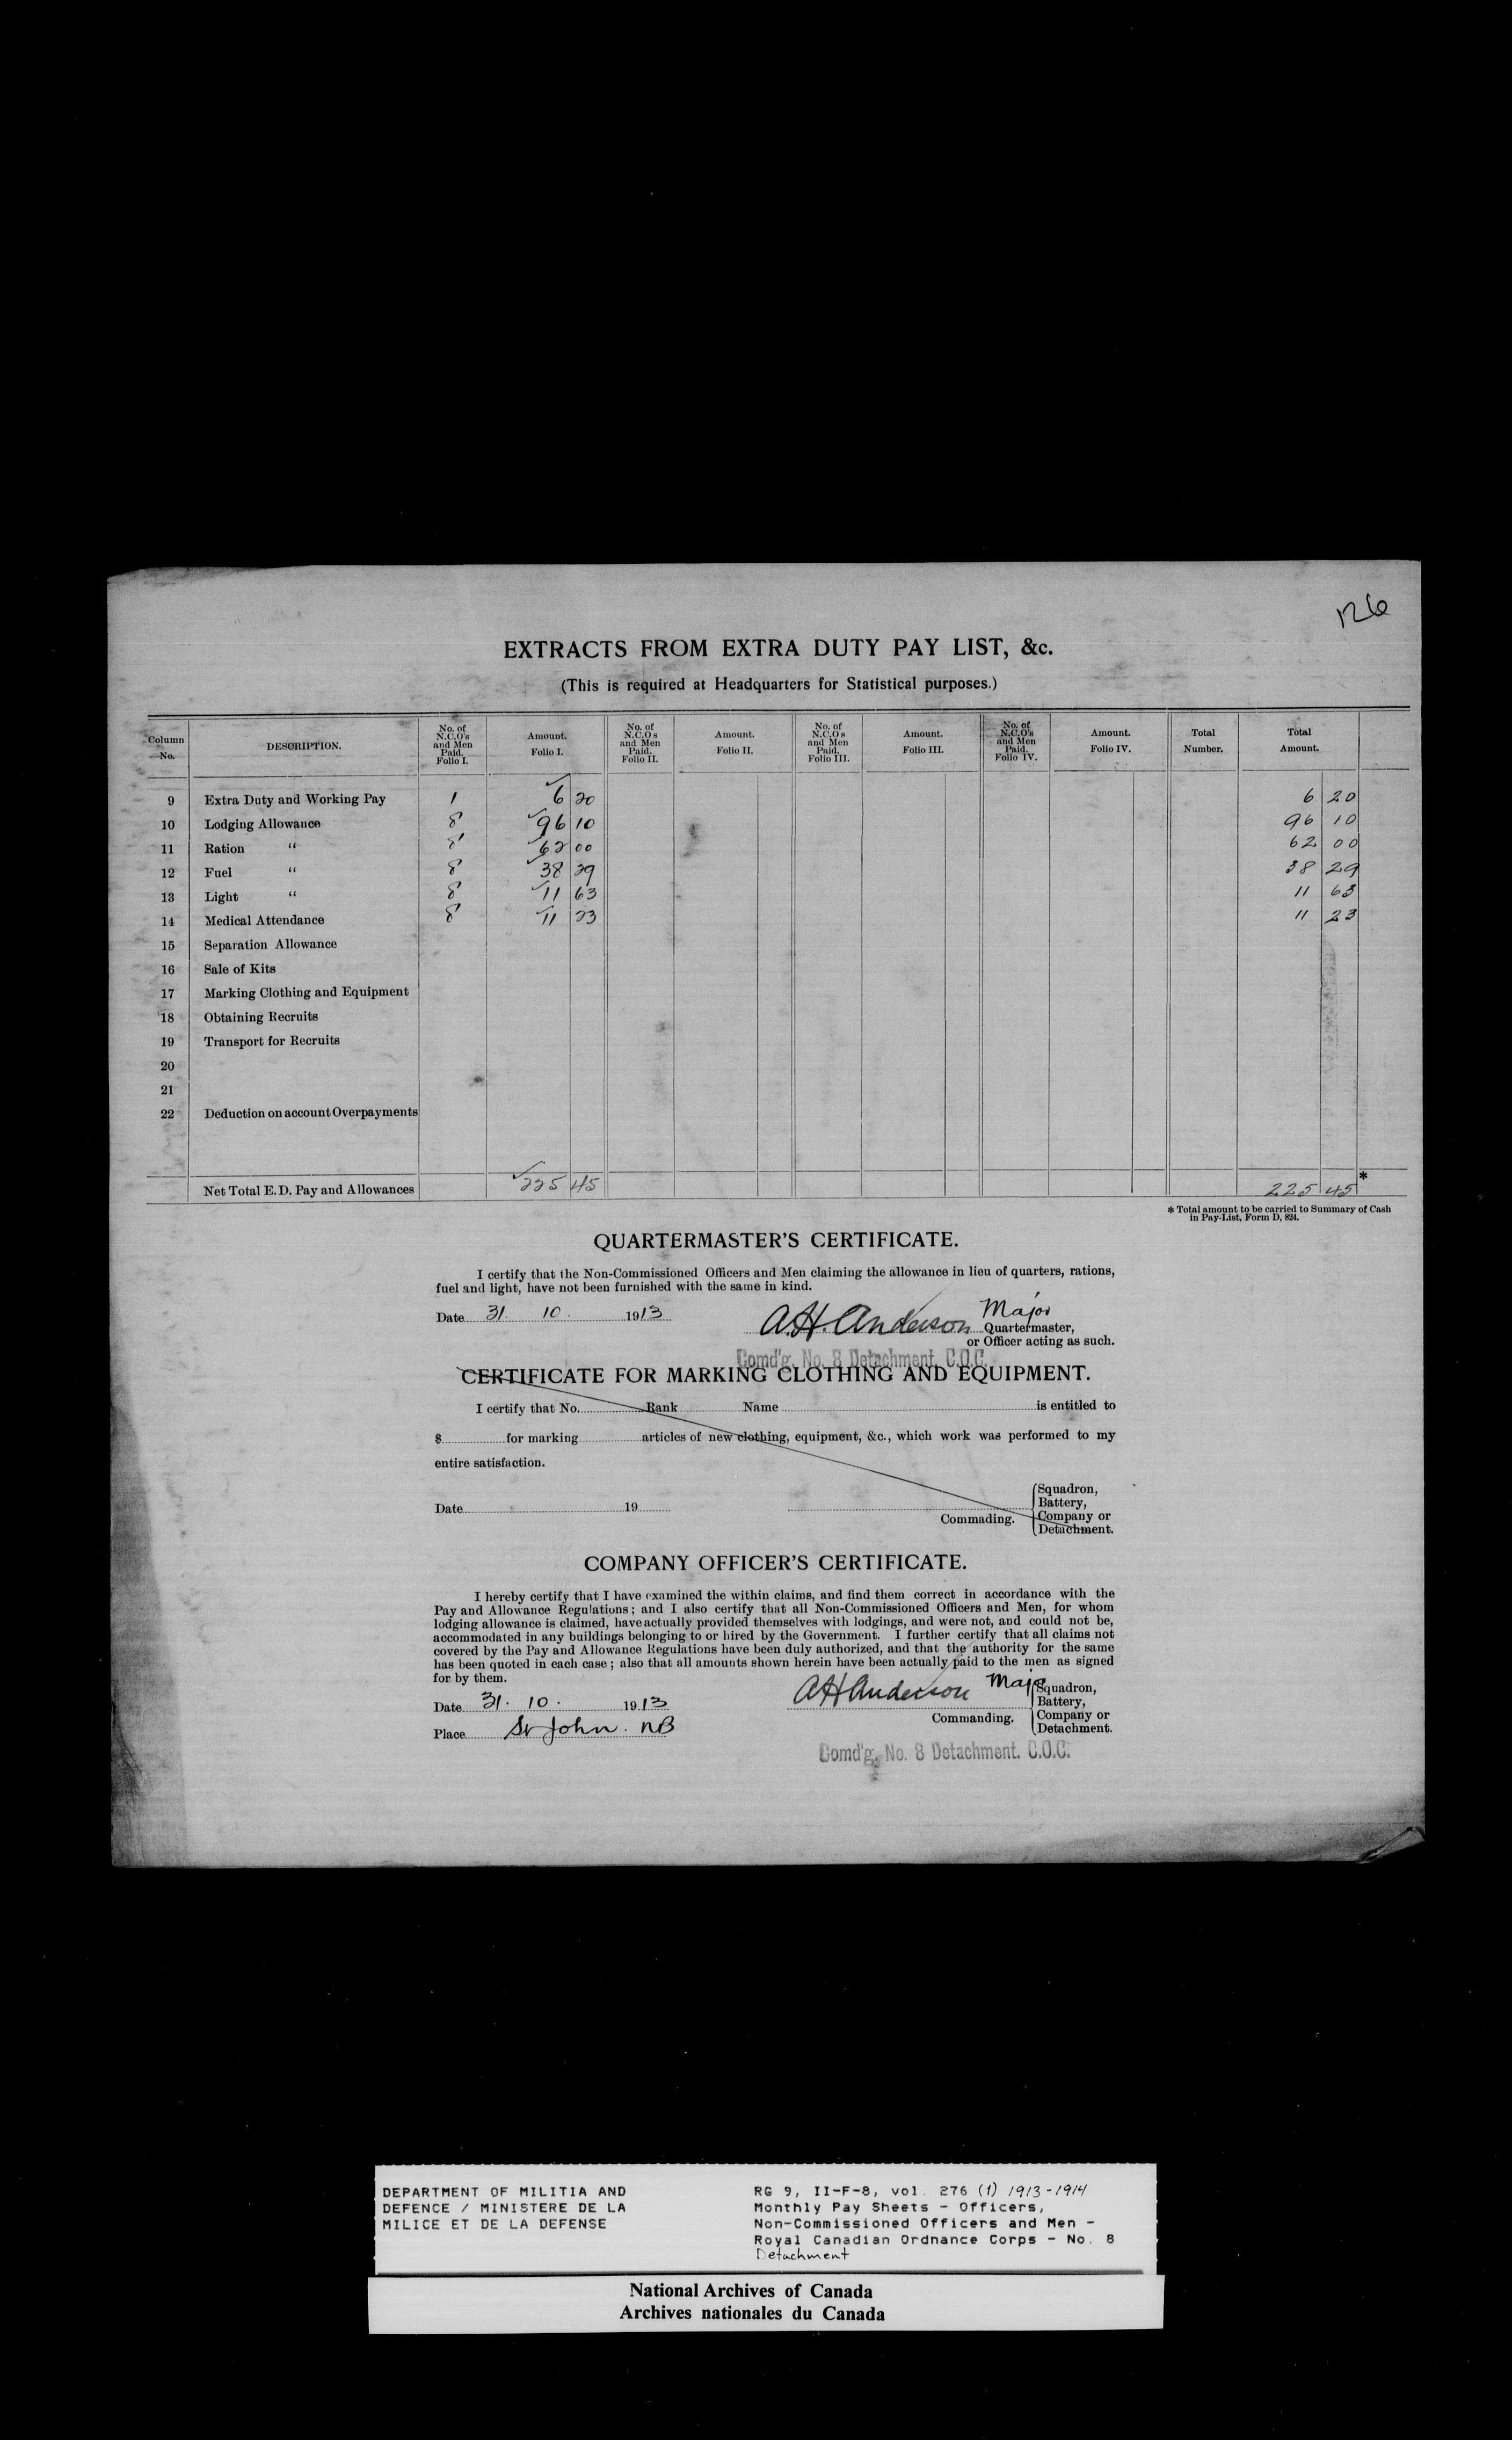 126
EXTRACTS FROM EXTRA DUTY PAY LIST, &c.
(This is required at Headquarters for Statistical purposes.)
Column No. | DESCRIPTION. | No. of N.C.O's and Men Paid. Folio I. | Amount. Folio I. | No. of N.C.O s and Men Paid. Folio II. | Amount. Folio II. | No. of N.C.O s and Men Paid. Folio III. | Amount. Folio III. | No. of N.C.O's and Men Paid. Folio IV. | Amount. Folio IV. | Total Number. | Total Amount.
9 Extra Duty and Working Pay 1 6 20 6 20
10 Lodging Allowance 8 96 10 96 10
11 Ration “ 8 62 00 62 00
12 Fuel “ 8 38 29 38 29
13 Light “ 8 11 63 11 63
14 Medical Attendance 8 11 23 11 23
15 Separation Allowance
16 Sale of Kits
17 Marking Clothing and Equipment
18 Obtaining Recruits
19 Transport for Recruits
20
21
22 Deduction on account Overpayments
Net Total E. D. Pay and Allowances 225 45 225 45 *
* Total amount to be carried to Summary of Cash
in Pay-List, Form D, 824.
QUARTERMASTER'S CERTIFICATE.
I certify that the Non-Commissioned Officers and Men claiming the allowance in lieu of quarters, rations,
fuel and light, have not been furnished with the same in kind.
Date 31. 10. 1913 A.H. Anderson Major
Quartermaster,
or Officer acting as such.
Comd'g. No. 8 Detachment. C.O.C.
CERTIFICATE FOR MARKING CLOTHING AND EQUIPMENT.
I certify that No. Rank Name is entitled to
$ for marking articles of new clothing, equipment, &c., which work was performed to my
entire satisfaction.
Date 19
Commading. Squadron,
Battery,
Company or
Detachment.
COMPANY OFFICER'S CERTIFICATE.
I hereby certify that I have examined the within claims, and find them correct in accordance with the
Pay and Allowance Regulations; and I also certify that all Non-Commissioned Officers and Men, for whom
lodging allowance is claimed, have actually provided themselves with lodgings, and were not, and could not be,
accommodated in any buildings belonging to or hired by the Government. I further certify that all claims not
covered by the Pay and Allowance Regulations have been duly authorized, and that the authority for the same
has been quoted in each case; also that all amounts shown herein have been actually paid to the men as signed
for by them.
Date 31. 10. 1913 A H Anderson Major
Place St John. NB
Commanding. Squadron,
Battery,
Company or
Detachment.
Comd'g. No. 8 Detachment. C.O.C.
DEPARTMENT OF MILITIA AND
DEFENCE / MINISTERE DE LA
MILICE ET DE LA DEFENSE
RG 9, II-F-8, vol. 276 (1) 1913-1914
Monthly Pay Sheets - Officers,
Non-Commissioned Officers and Men -
Royal Canadian Ordnance Corps - No. 8
Detachment
National Archives of Canada
Archives nationales du Canada